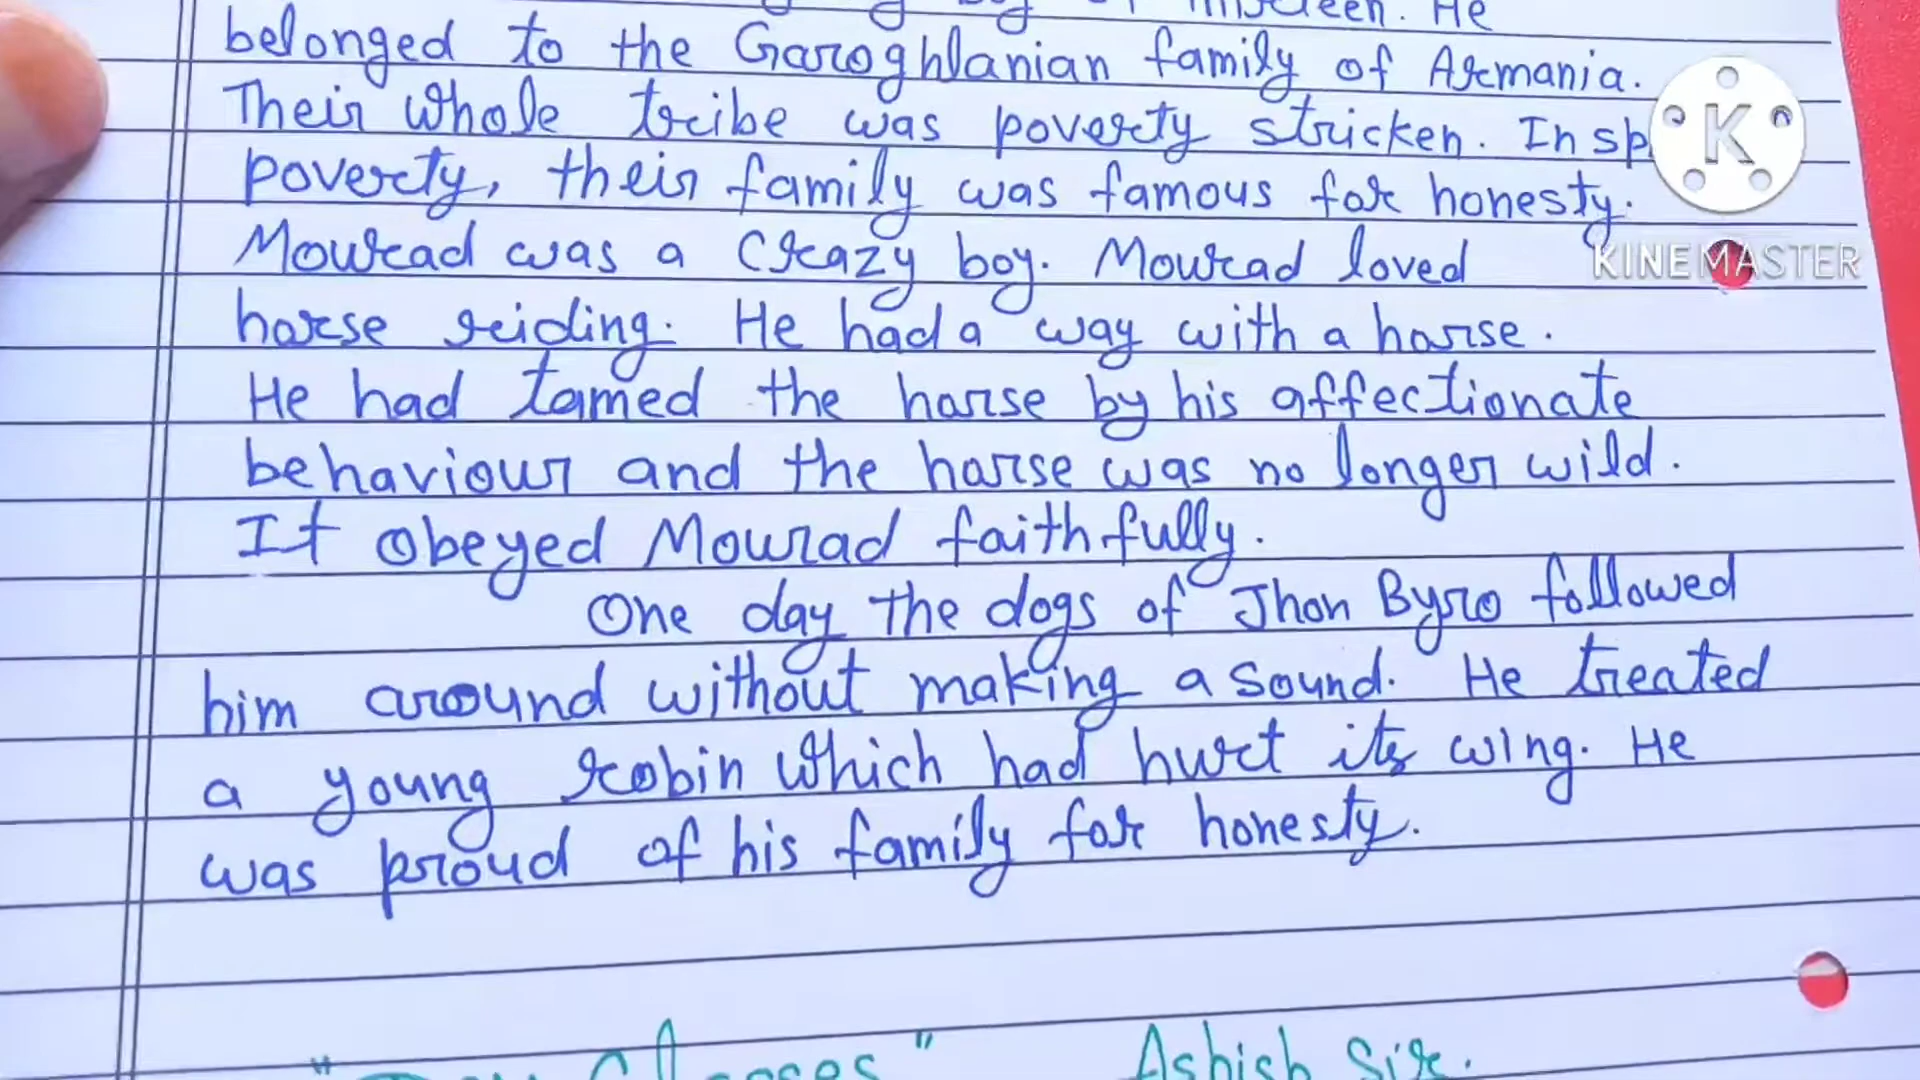 He
belonged to the Garoghlanian family of Armania.
Their whole tribe was poverty stricken. In sp
poverty, their family was famous for honesty.
Mourad was a Crazy boy. Mourad loved
horse riding. He had a way with a horse.
He had tamed the horse by his affectionate
behaviour and the horse was no longer wild.
It obeyed Mourad faithfully.
One day the dogs of Jhon Byro followed
him around without making a sound. He treated
a young robin which had hurt its wing. He
was proud of his family for honesty.
" Classes" Ashish Sir.
K
KINEMASTER